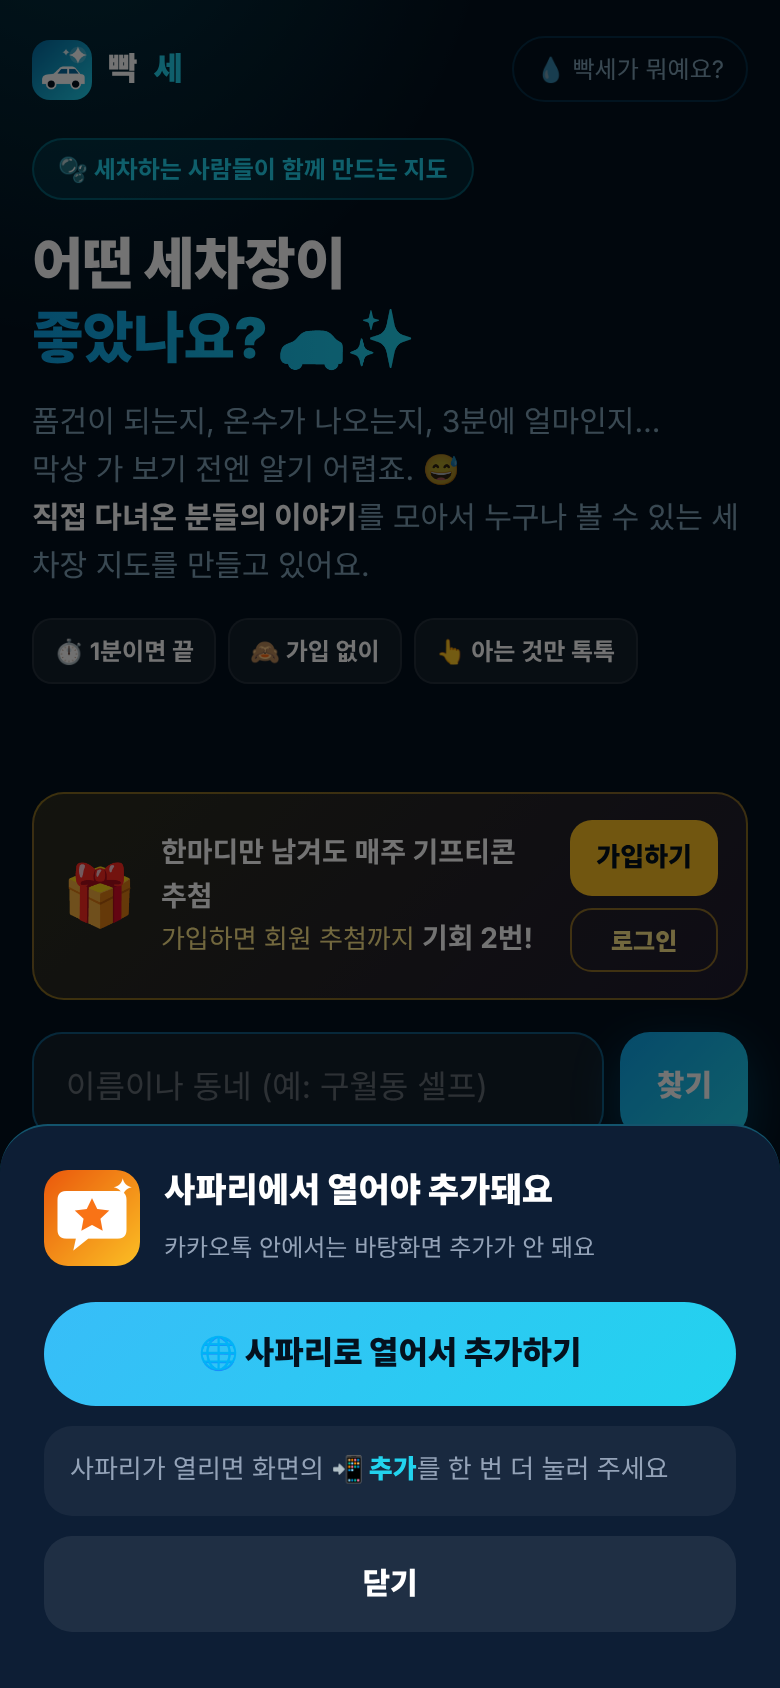 빡 세
💧 빡세가 뭐예요?
🫧 세차하는 사람들이 함께 만드는 지도
어떤 세차장이
좋았나요? 🚗✨
폼건이 되는지, 온수가 나오는지, 3분에 얼마인지...
막상 가 보기 전엔 알기 어렵죠. 😅
직접 다녀온 분들의 이야기를 모아서 누구나 볼 수 있는 세
차장 지도를 만들고 있어요.
⏱️ 1분이면 끝
🙈 가입 없이
👆 아는 것만 톡톡
한마디만 남겨도 매주 기프티콘
추첨
가입하면 회원 추첨까지 기회 2번!
가입하기
로그인
이름이나 동네 (예: 구월동 셀프)
찾기
사파리에서 열어야 추가돼요
카카오톡 안에서는 바탕화면 추가가 안 돼요
🌐 사파리로 열어서 추가하기
사파리가 열리면 화면의 📲 추가를 한 번 더 눌러 주세요
닫기